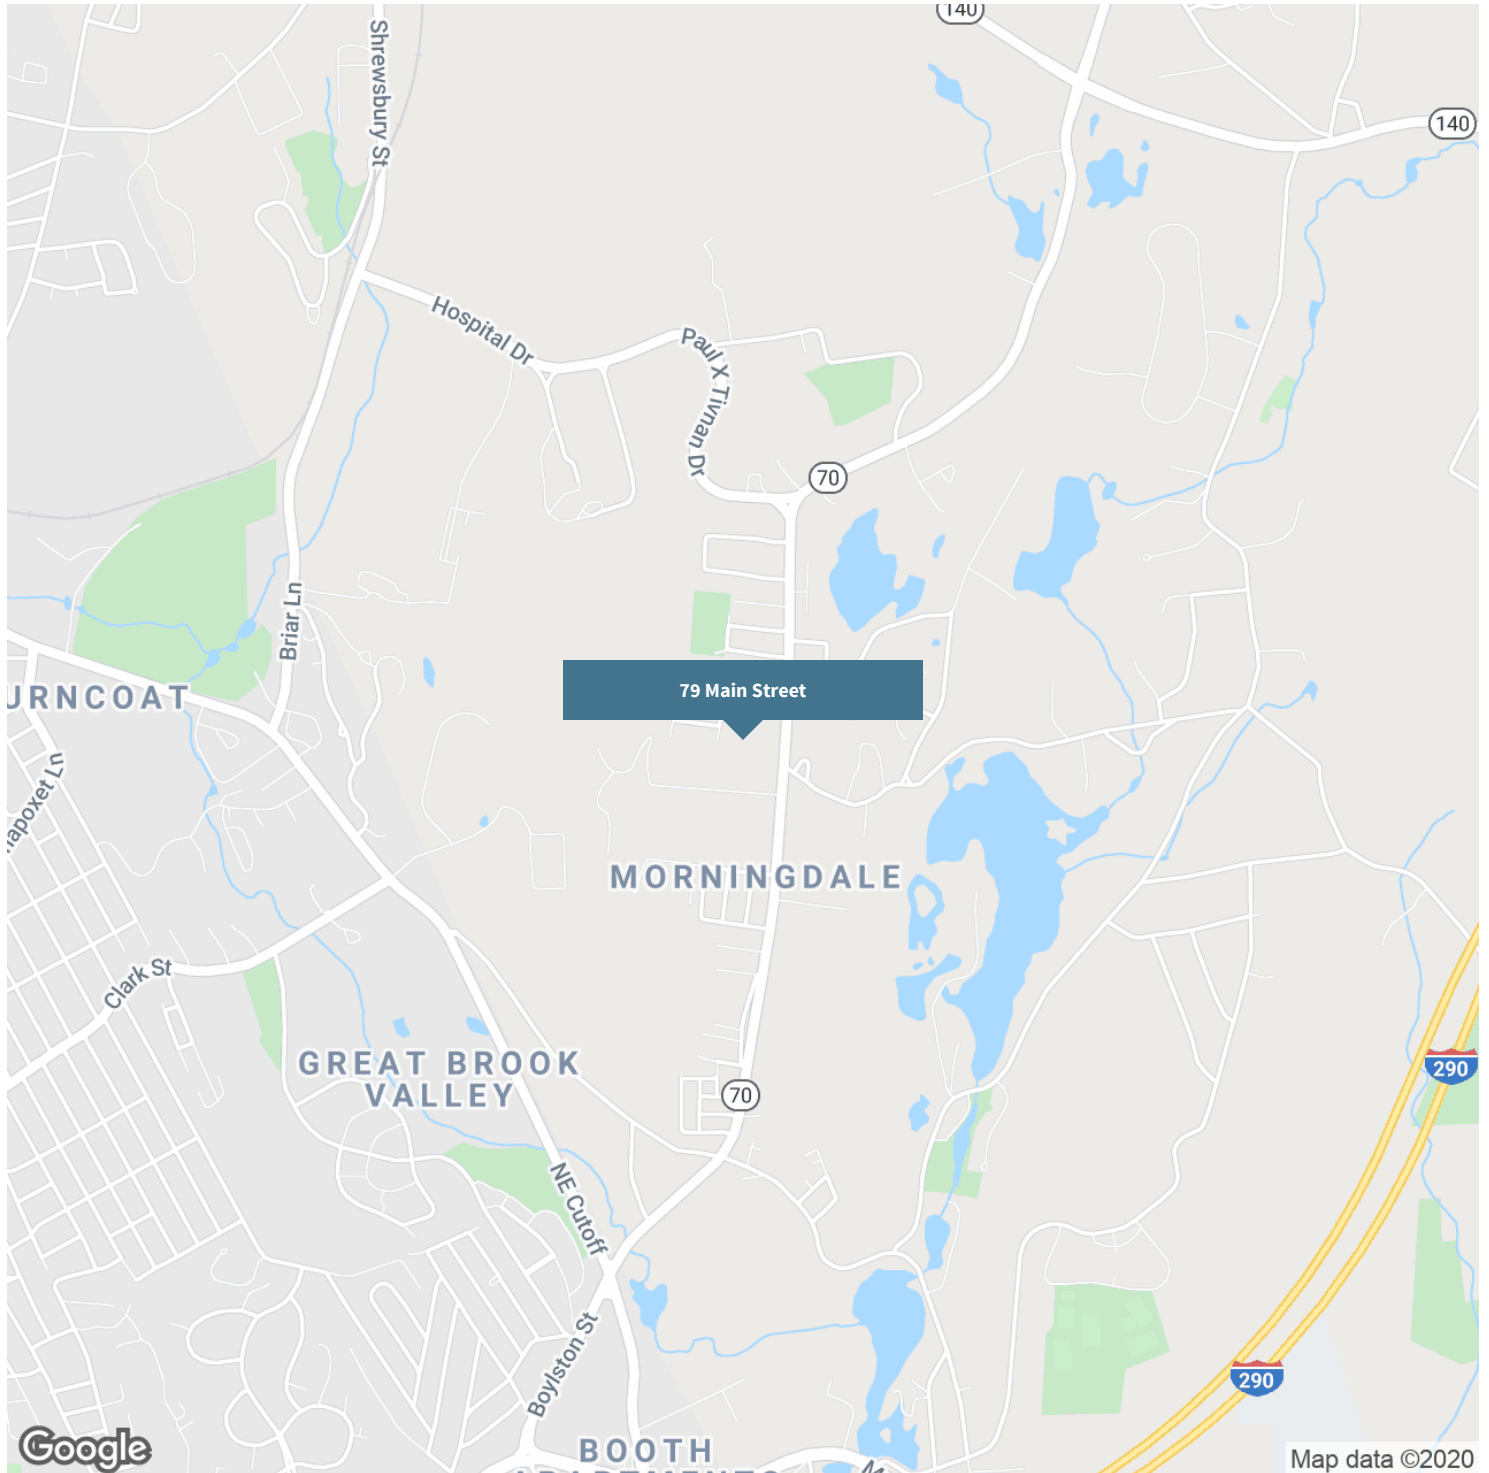 140
Shrewsbury St
140
Hospital Dr
Paul X Tivnan Dr
70
Briar Ln
79 Main Street
URNCOAT
MORNINGDALE
Clark St
GREAT BROOK
VALLEY
70
290
NE Cutoff
Boylston St
290
BOOTH
Google
Map data ©2020